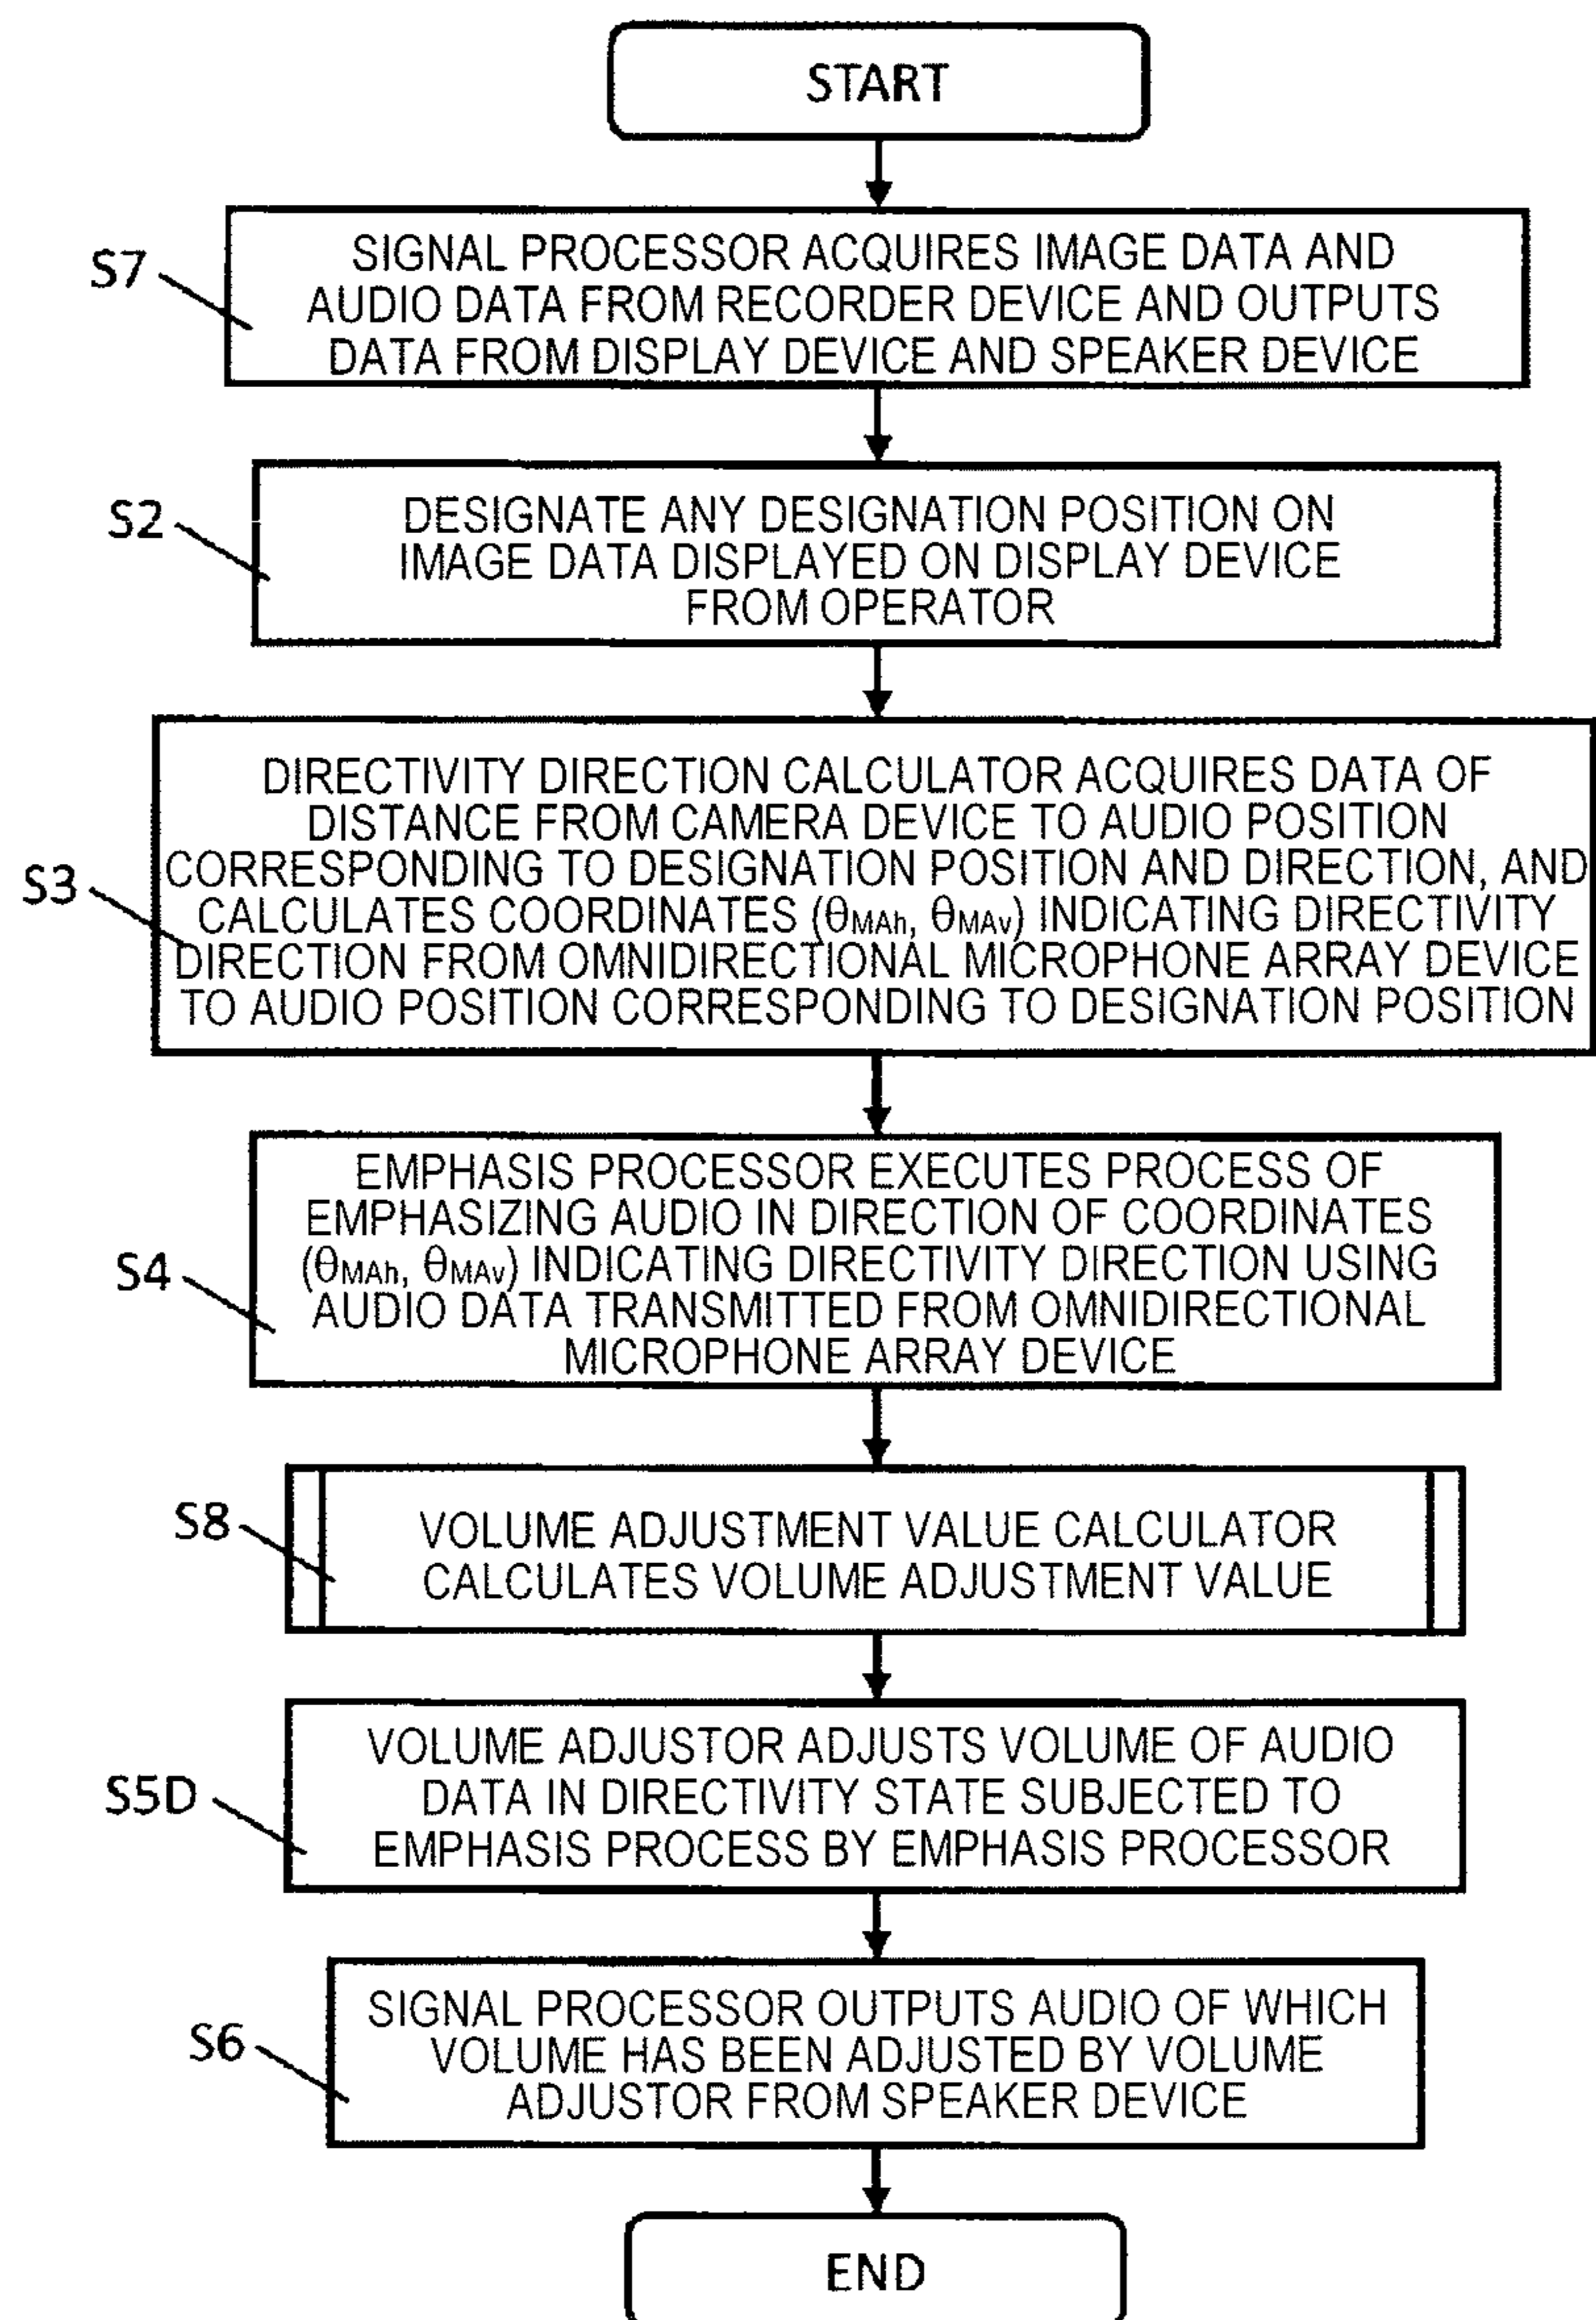 START
S7
SIGNAL PROCESSOR ACQUIRES IMAGE DATA AND
AUDIO DATA FROM RECORDER DEVICE AND OUTPUTS
DATA FROM DISPLAY DEVICE AND SPEAKER DEVICE
S2
DESIGNATE ANY DESIGNATION POSITION ON
IMAGE DATA DISPLAYED ON DISPLAY DEVICE
FROM OPERATOR
S3
DIRECTIVITY DIRECTION CALCULATOR ACQUIRES DATA OF
DISTANCE FROM CAMERA DEVICE TO AUDIO POSITION
CORRESPONDING TO DESIGNATION POSITION AND DIRECTION, AND
CALCULATES COORDINATES (θMAh, θMAv) INDICATING DIRECTIVITY
DIRECTION FROM OMNIDIRECTIONAL MICROPHONE ARRAY DEVICE
TO AUDIO POSITION CORRESPONDING TO DESIGNATION POSITION
S4
EMPHASIS PROCESSOR EXECUTES PROCESS OF
EMPHASIZING AUDIO IN DIRECTION OF COORDINATES
(θMAh, θMAv) INDICATING DIRECTIVITY DIRECTION USING
AUDIO DATA TRANSMITTED FROM OMNIDIRECTIONAL
MICROPHONE ARRAY DEVICE
S8
VOLUME ADJUSTMENT VALUE CALCULATOR
CALCULATES VOLUME ADJUSTMENT VALUE
S5D
VOLUME ADJUSTOR ADJUSTS VOLUME OF AUDIO
DATA IN DIRECTIVITY STATE SUBJECTED TO
EMPHASIS PROCESS BY EMPHASIS PROCESSOR
S6
SIGNAL PROCESSOR OUTPUTS AUDIO OF WHICH
VOLUME HAS BEEN ADJUSTED BY VOLUME
ADJUSTOR FROM SPEAKER DEVICE
END